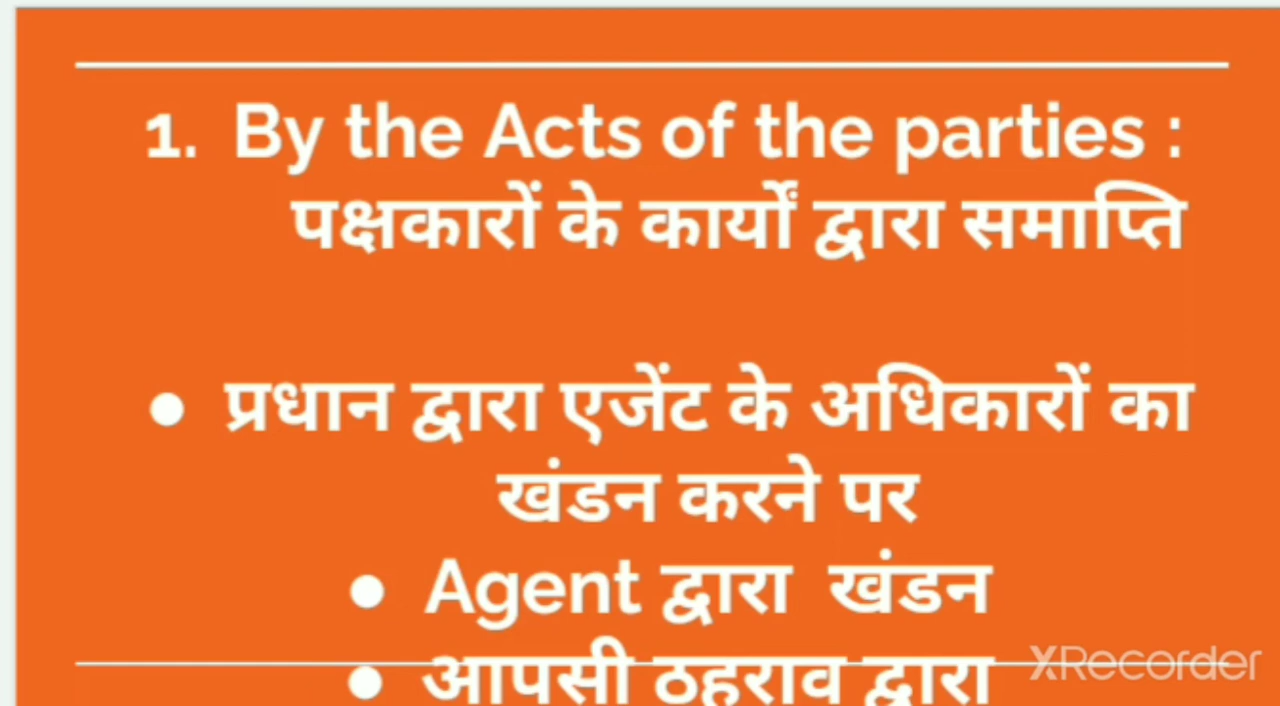 1. By the Acts of the parties :
पक्षकारों के कार्यों द्वारा समाप्ति
● प्रधान द्वारा एजेंट के अधिकारों का
खंडन करने पर
● Agent द्वारा खंडन
● आपसी ठहराव द्वारा
XRecorder